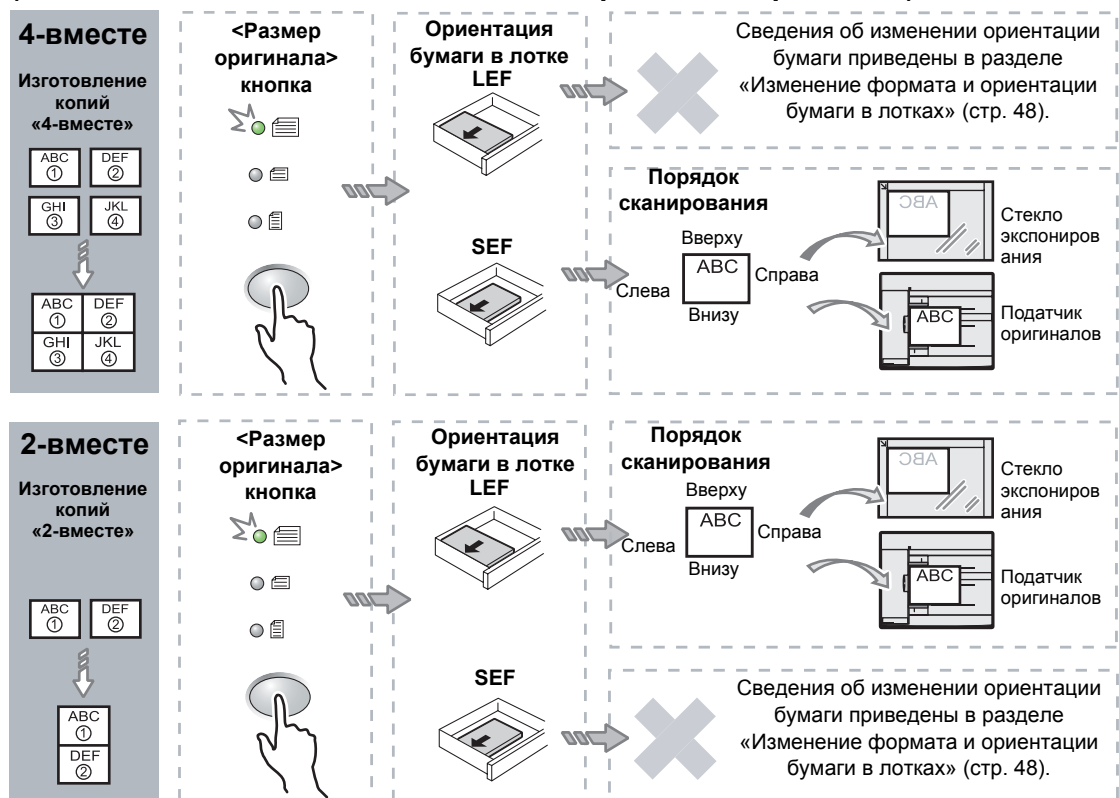 4-вместе
Изготовление
копий
«4-вместе»
ABC
①
DEF
②
GHI
③
JKL
④
ABC
①
DEF
②
GHI
③
JKL
④
<Размер
оригинала>
кнопка
Ориентация
бумаги в лотке
LEF
SEF
Сведения об изменении ориентации
бумаги приведены в разделе
«Изменение формата и ориентации
бумаги в лотках» (стр. 48).
Порядок
сканирования
Вверху
ABC
Слева
Справа
Внизу
ABC
Стекло
экспониров
ания
ABC
Податчик
оригиналов
2-вместе
Изготовление
копий
«2-вместе»
ABC
①
DEF
②
ABC
①
DEF
②
<Размер
оригинала>
кнопка
Ориентация
бумаги в лотке
LEF
SEF
Порядок
сканирования
Вверху
ABC
Слева
Справа
Внизу
ABC
Стекло
экспониров
ания
ABC
Податчик
оригиналов
Сведения об изменении ориентации
бумаги приведены в разделе
«Изменение формата и ориентации
бумаги в лотках» (стр. 48).